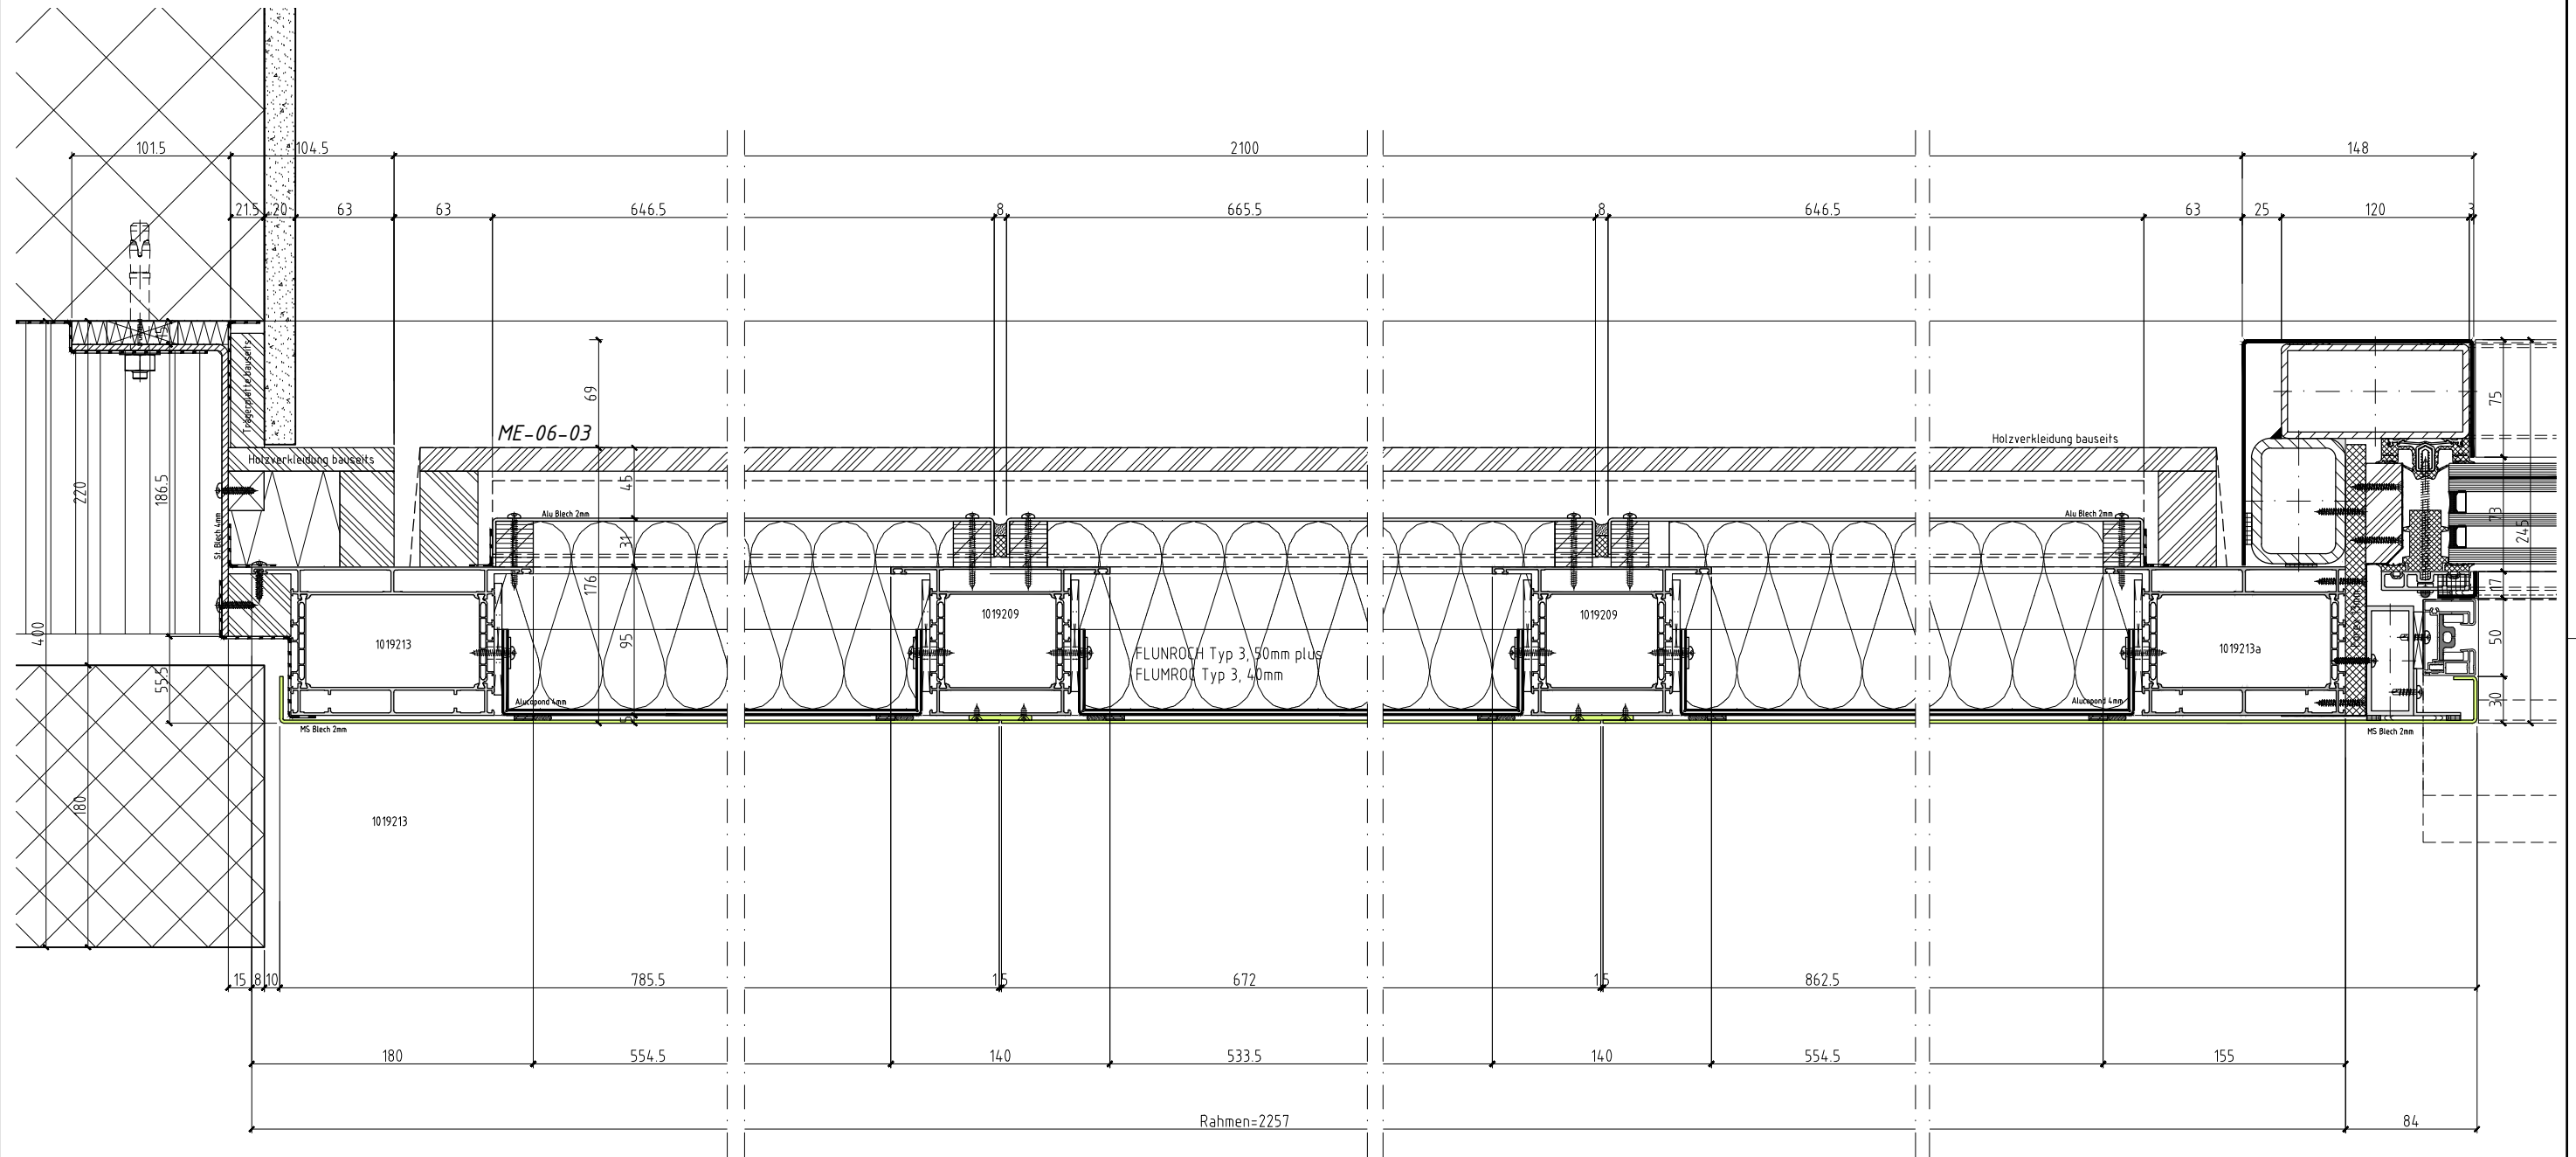 101.5 104.5 2100 148
21.5 20 63 63 646.5 8 665.5 8 646.5 63 25 120 3
Trägerplatte bauseits
69
75
ME-06-03
Holzverkleidung bauseits
Holzverkleidung bauseits
220
186.5
45
St. Blech 4mm
Alu Blech 2mm
Alu Blech 2mm
73
245
31
176
17
400
1019213
95
1019209
1019209
1019213a
50
FLUNROCH Typ 3, 50mm plus
FLUMROC Typ 3, 40mm
55.5
Alucopond 4mm
Alucopond 4mm
30
5
MS Blech 2mm
MS Blech 2mm
180
1019213
15 8 10 785.5 1.5 672 1.5 862.5
180 554.5 140 533.5 140 554.5 155
Rahmen=2257 84